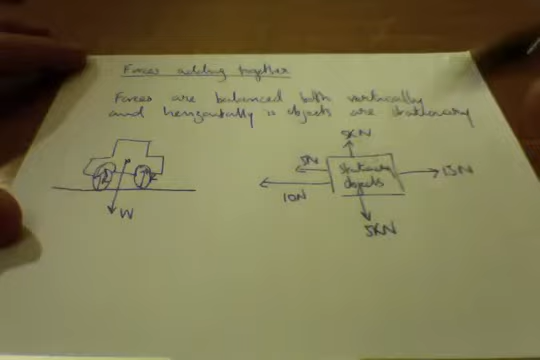 Forces adding together
Forces are balanced both vertically
and horizontally is objects are stationary
5KN
5N
stationary
objects
15N
10N
W
5KN